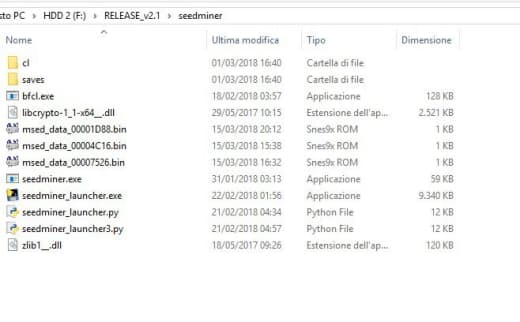 sto PC > HDD 2 (F:) > RELEASE_v2.1 > seedminer
Nome Ultima modifica Tipo Dimensione
cl 01/03/2018 16:40 Cartella di file
saves 01/03/2018 16:40 Cartella di file
bfcl.exe 18/02/2018 03:57 Applicazione 128 KB
libcrypto-1_1-x64__.dll 29/05/2017 10:15 Estensione dell'ap... 2.521 KB
msed_data_00001D88.bin 15/03/2018 20:12 Snes9x ROM 1 KB
msed_data_00004C16.bin 15/03/2018 15:38 Snes9x ROM 1 KB
msed_data_00007526.bin 15/03/2018 16:32 Snes9x ROM 1 KB
seedminer.exe 31/01/2018 03:13 Applicazione 59 KB
seedminer_launcher.exe 22/02/2018 01:56 Applicazione 9.340 KB
seedminer_launcher.py 21/02/2018 04:34 Python File 12 KB
seedminer_launcher3.py 21/02/2018 04:57 Python File 12 KB
zlib1__.dll 18/05/2017 09:26 Estensione dell'ap... 120 KB